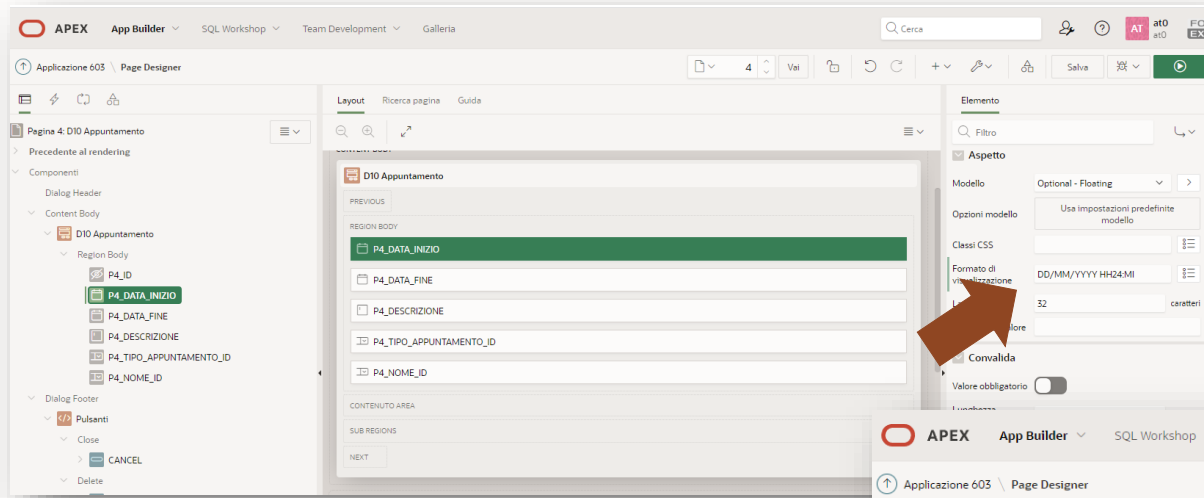 APEX App Builder SQL Workshop Team Development Galleria Cerca AT at0
at0
Applicazione 603 \ Page Designer 4 Vai Salva
Layout Ricerca pagina Guida Elemento
Pagina 4: D10 Appuntamento
Filtro
Precedente al rendering
Aspetto
Componenti
D10 Appuntamento
Modello Optional - Floating
Dialog Header
PREVIOUS
Opzioni modello Usa impostazioni predefinite
modello
Content Body
REGION BODY
D10 Appuntamento
P4_DATA_INIZIO
Classi CSS
Region Body
P4_ID
P4_DATA_FINE
Formato di
visualizzazione DD/MM/YYYY HH24:MI
P4_DATA_INIZIO
P4_DATA_FINE
P4_DESCRIZIONE
32 caratteri
P4_DESCRIZIONE
P4_TIPO_APPUNTAMENTO_ID
P4_TIPO_APPUNTAMENTO_ID
Convalida
P4_NOME_ID
P4_NOME_ID
Valore obbligatorio
Dialog Footer
CONTENUTO AREA
Pulsanti
SUB REGIONS
Close
NEXT
CANCEL
Delete
APEX App Builder SQL Workshop
Applicazione 603 \ Page Designer